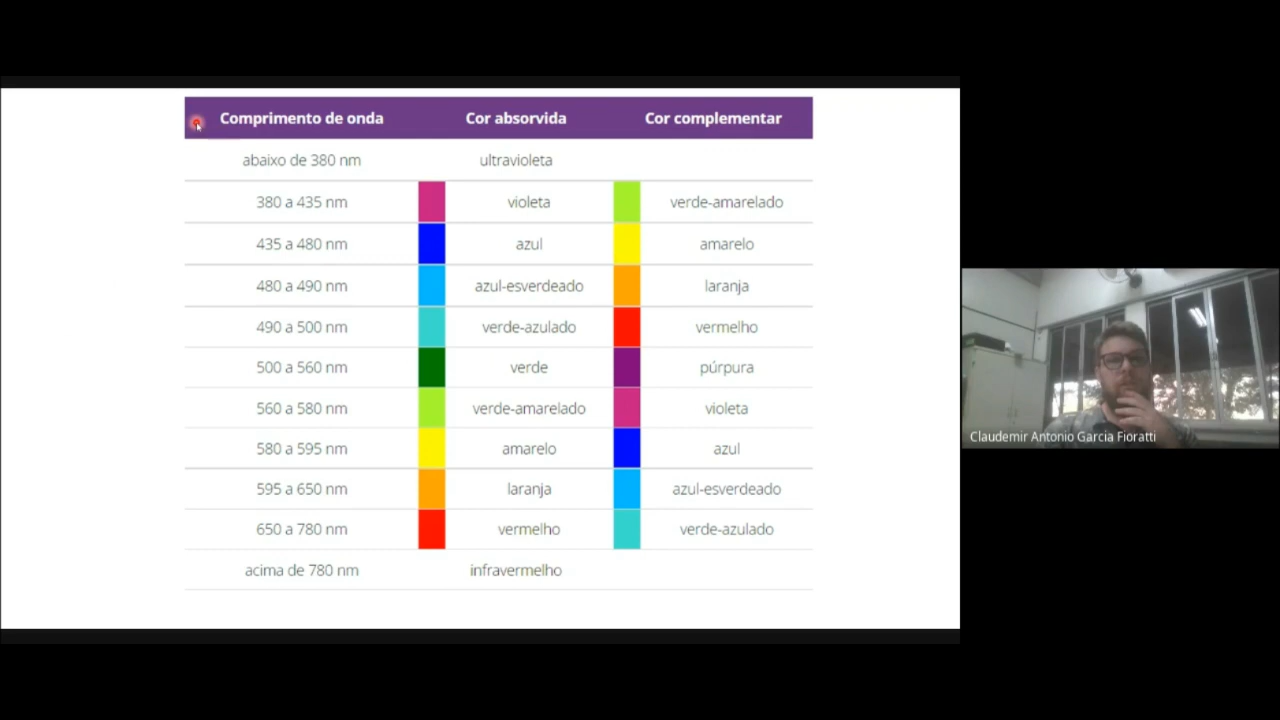 Comprimento de onda Cor absorvida Cor complementar
abaixo de 380 nm ultravioleta
380 a 435 nm violeta verde-amarelado
435 a 480 nm azul amarelo
480 a 490 nm azul-esverdeado laranja
490 a 500 nm verde-azulado vermelho
500 a 560 nm verde púrpura
560 a 580 nm verde-amarelado violeta
580 a 595 nm amarelo azul
595 a 650 nm laranja azul-esverdeado
650 a 780 nm vermelho verde-azulado
acima de 780 nm infravermelho
Claudemir Antonio Garcia Fioratti